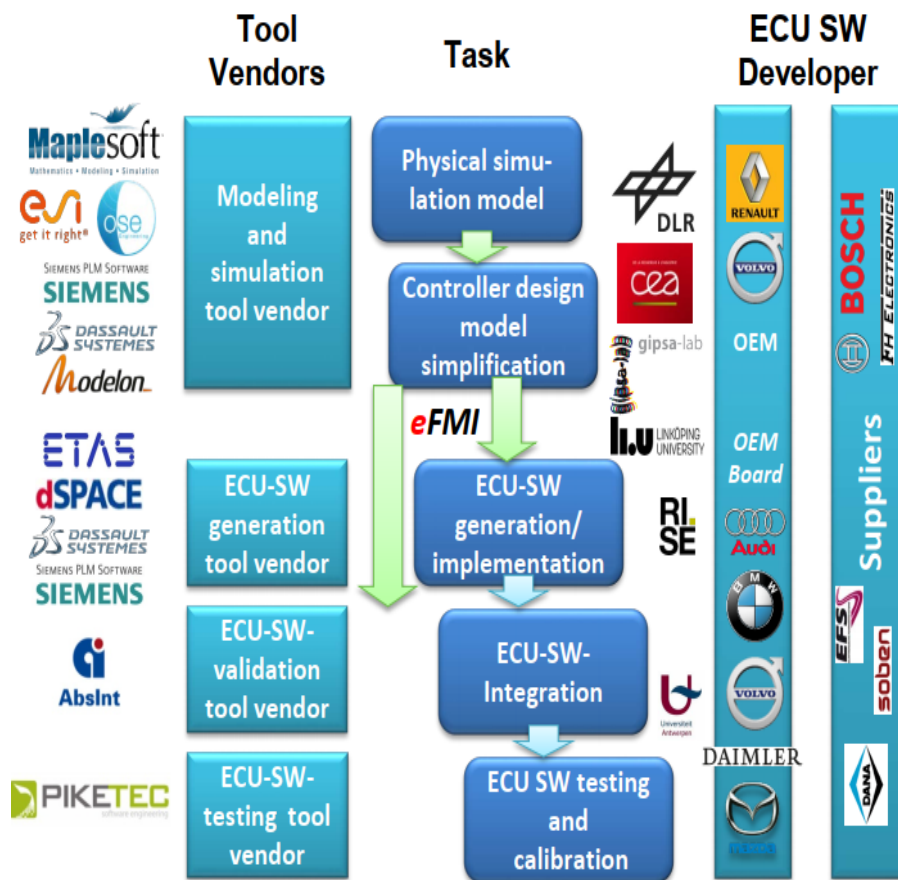 Tool
Vendors
Task
ECU SW
Developer
Maplesoft
Mathematics • Modeling • Simulation
esi
get it right®
ose
engineering
SIEMENS PLM SOFTWARE
SIEMENS
DASSAULT
SYSTEMES
Modelon
ETAS
dSPACE
DASSAULT
SYSTEMES
SIEMENS PLM SOFTWARE
SIEMENS
AbsInt
PIKETEC
software engineering
Modeling
and
simulation
tool vendor
ECU-SW
generation
tool vendor
ECU-SW-
validation
tool vendor
ECU-SW-
testing tool
vendor
Physical simu-
lation model
Controller design
model
simplification
eFMI
ECU-SW
generation/
implementation
ECU-SW-
Integration
ECU SW testing
and
calibration
DLR
cea
gipsa-lab
LINKÖPING
UNIVERSITY
RI.
SE
Universiteit
Antwerpen
RENAULT
VOLVO
OEM
OEM
Board
Audi
BMW
VOLVO
DAIMLER
mazda
BOSCH
FH ELECTRONICS
Suppliers
EFS
soben
DANA